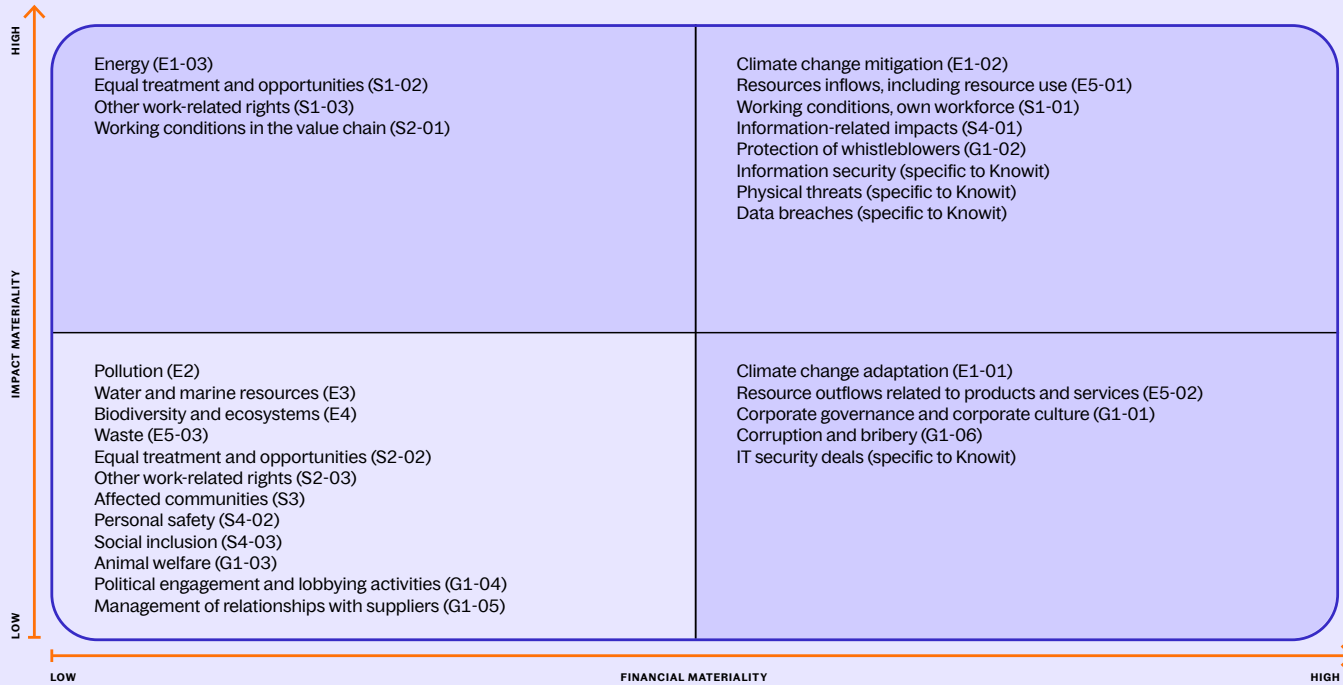 HIGH
IMPACT MATERIALITY
LOW
Energy (E1-03)
Equal treatment and opportunities (S1-02)
Other work-related rights (S1-03)
Working conditions in the value chain (S2-01)
Climate change mitigation (E1-02)
Resources inflows, including resource use (E5-01)
Working conditions, own workforce (S1-01)
Information-related impacts (S4-01)
Protection of whistleblowers (G1-02)
Information security (specific to Knowit)
Physical threats (specific to Knowit)
Data breaches (specific to Knowit)
Pollution (E2)
Water and marine resources (E3)
Biodiversity and ecosystems (E4)
Waste (E5-03)
Equal treatment and opportunities (S2-02)
Other work-related rights (S2-03)
Affected communities (S3)
Personal safety (S4-02)
Social inclusion (S4-03)
Animal welfare (G1-03)
Political engagement and lobbying activities (G1-04)
Management of relationships with suppliers (G1-05)
Climate change adaptation (E1-01)
Resource outflows related to products and services (E5-02)
Corporate governance and corporate culture (G1-01)
Corruption and bribery (G1-06)
IT security deals (specific to Knowit)
LOW
FINANCIAL MATERIALITY
HIGH